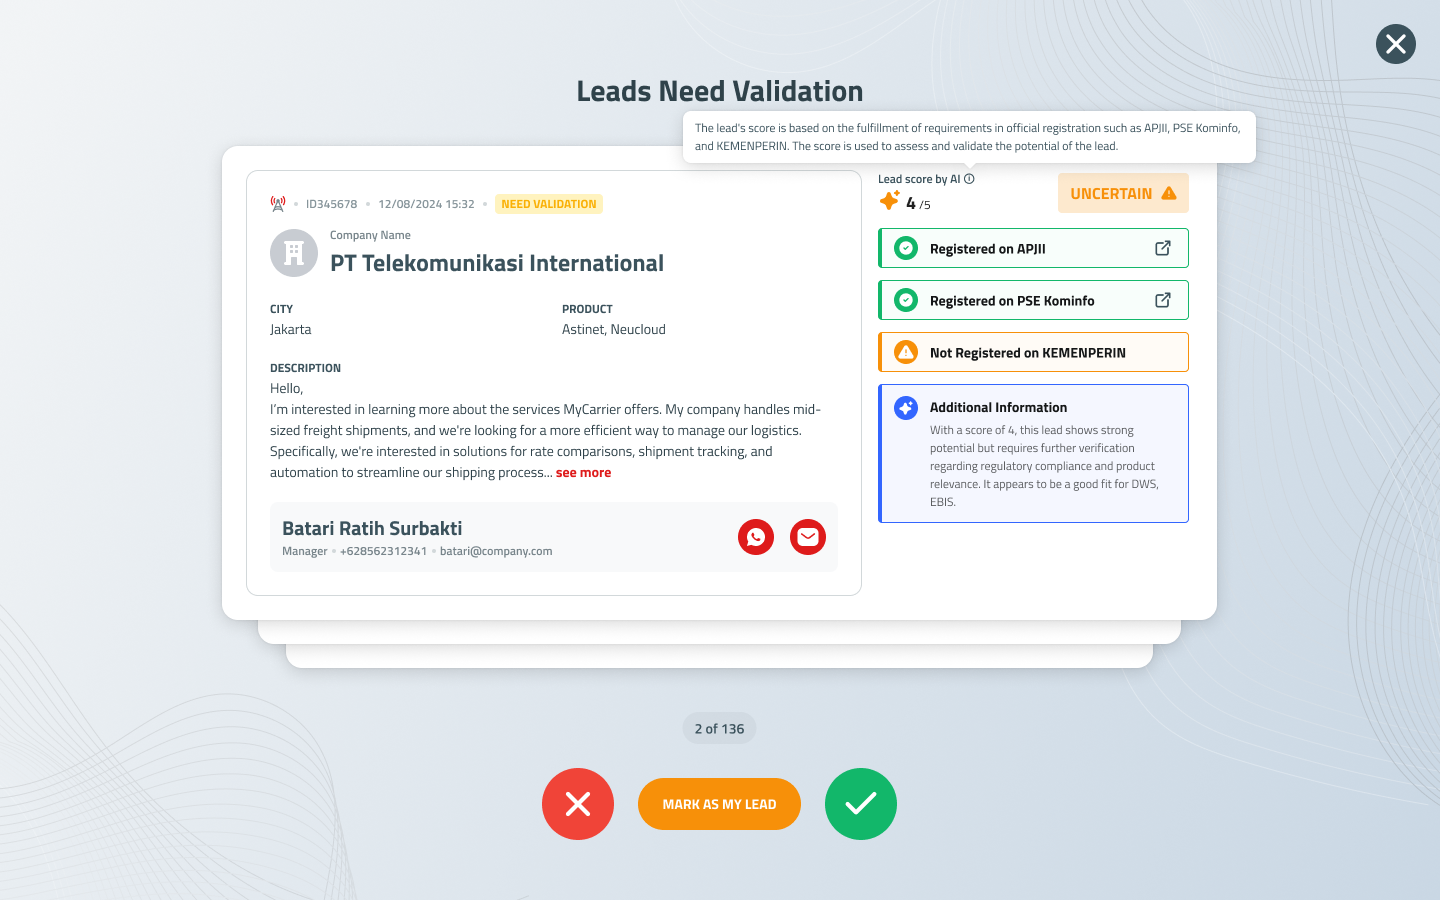 Leads Need Validation
The lead's score is based on the fulfillment of requirements in official registration such as APJII, PSE Kominfo,
and KEMENPERIN. The score is used to assess and validate the potential of the lead.
ID345678 • 12/08/2024 15:32 • NEED VALIDATION
Company Name
PT Telekomunikasi International
CITY
Jakarta
PRODUCT
Astinet, Neucloud
DESCRIPTION
Hello,
I'm interested in learning more about the services MyCarrier offers. My company handles mid-
sized freight shipments, and we're looking for a more efficient way to manage our logistics.
Specifically, we're interested in solutions for rate comparisons, shipment tracking, and
automation to streamline our shipping process... see more
Batari Ratih Surbakti
Manager • +628562312341 • batari@company.com
Lead score by AI
4 /5
UNCERTAIN
Registered on APJII
Registered on PSE Kominfo
Not Registered on KEMENPERIN
Additional Information
With a score of 4, this lead shows strong
potential but requires further verification
regarding regulatory compliance and product
relevance. It appears to be a good fit for DWS,
EBIS.
2 of 136
MARK AS MY LEAD